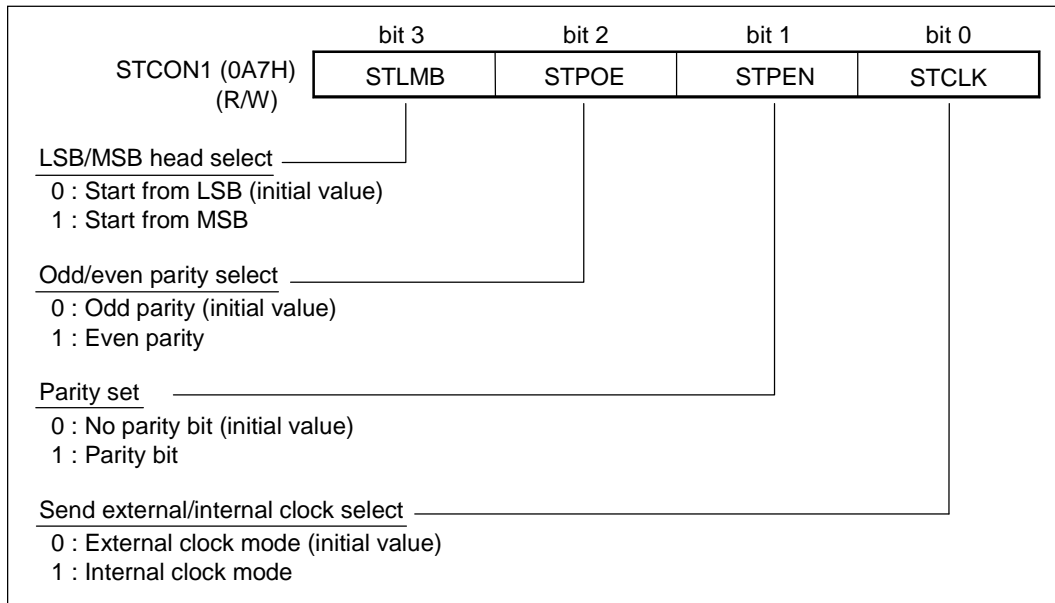 bit 3 bit 2 bit 1 bit 0
STCON1 (0A7H) STLMB STPOE STPEN STCLK
(R/W)
LSB/MSB head select
0 : Start from LSB (initial value)
1 : Start from MSB
Odd/even parity select
0 : Odd parity (initial value)
1 : Even parity
Parity set
0 : No parity bit (initial value)
1 : Parity bit
Send external/internal clock select
0 : External clock mode (initial value)
1 : Internal clock mode